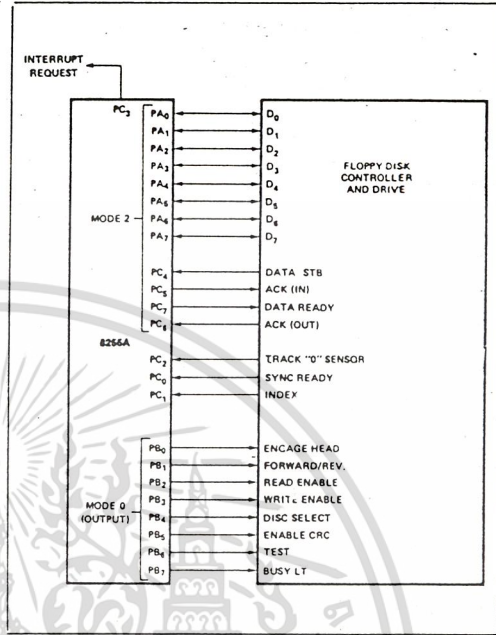 INTERRUPT
REQUEST
PC3
PA0 D0
PA1 D1
PA2 D2
PA3 D3
PA4 D4
PA5 D5
PA6 D6
PA7 D7
FLOPPY DISK
CONTROLLER
AND DRIVE
MODE 2
PC4 DATA STB
PC5 ACK (IN)
PC7 DATA READY
PC6 ACK (OUT)
8255A
PC2 TRACK "0" SENSOR
PC0 SYNC READY
PC1 INDEX
PB0 ENGAGE HEAD
PB1 FORWARD/REV.
PB2 READ ENABLE
PB3 WRITE ENABLE
PB4 DISC SELECT
PB5 ENABLE CRC
PB6 TEST
PB7 BUSY LT
MODE 0
(OUTPUT)